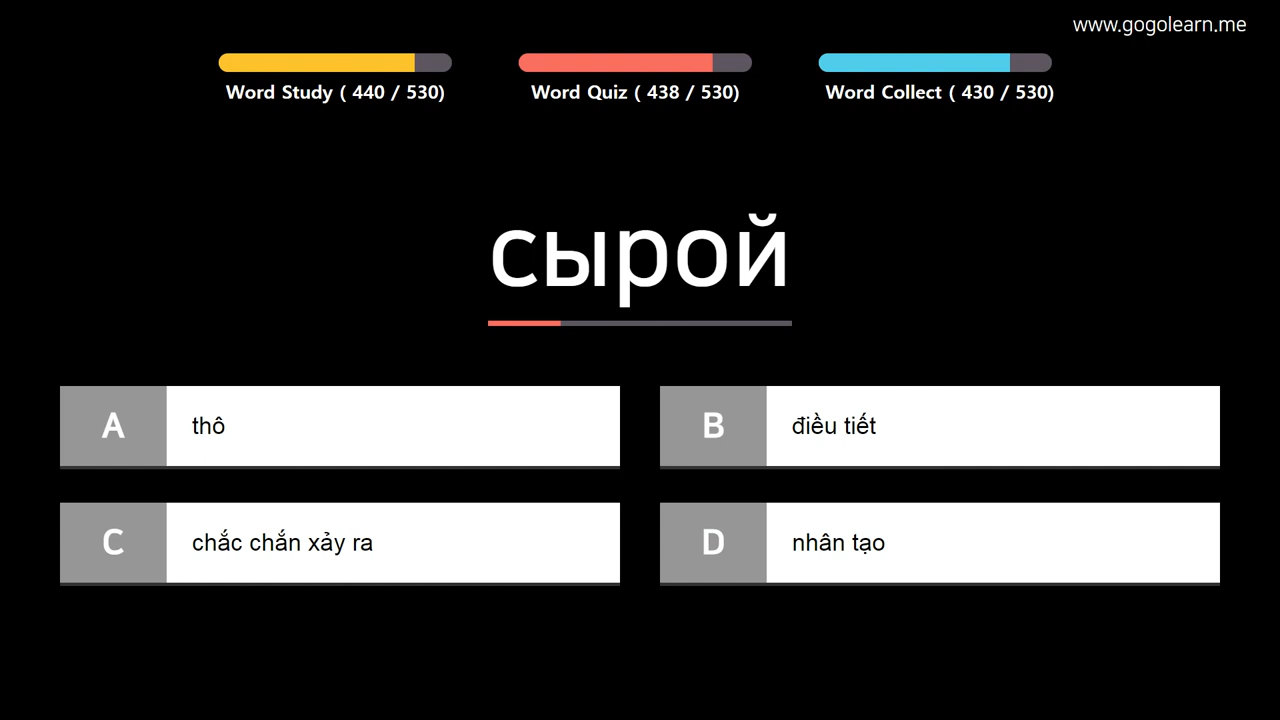 www.gogolearn.me
Word Study ( 440 / 530)
Word Quiz ( 438 / 530)
Word Collect ( 430 / 530)
сырой
A thô
B điều tiết
C chắc chắn xảy ra
D nhân tạo